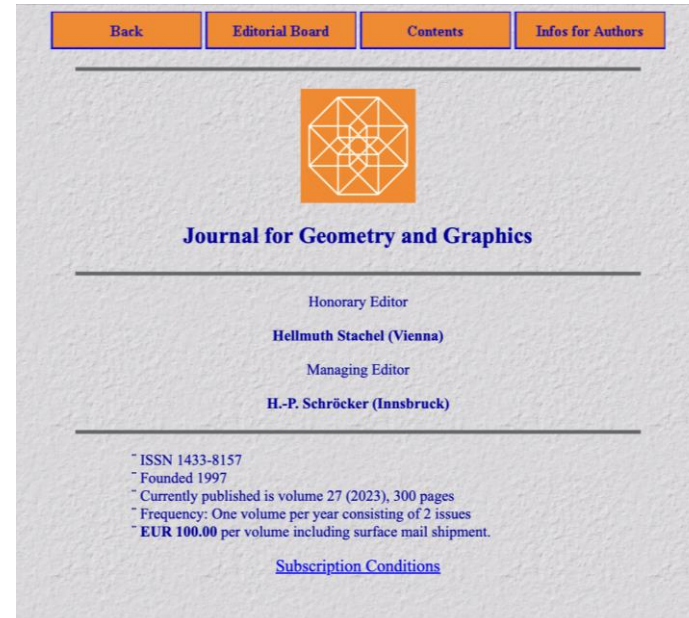 Back
Editorial Board
Contents
Infos for Authors
Journal for Geometry and Graphics
Honorary Editor
Hellmuth Stachel (Vienna)
Managing Editor
H.-P. Schröcker (Innsbruck)
¯ ISSN 1433-8157
¯ Founded 1997
¯ Currently published is volume 27 (2023), 300 pages
¯ Frequency: One volume per year consisting of 2 issues
¯ EUR 100.00 per volume including surface mail shipment.
Subscription Conditions